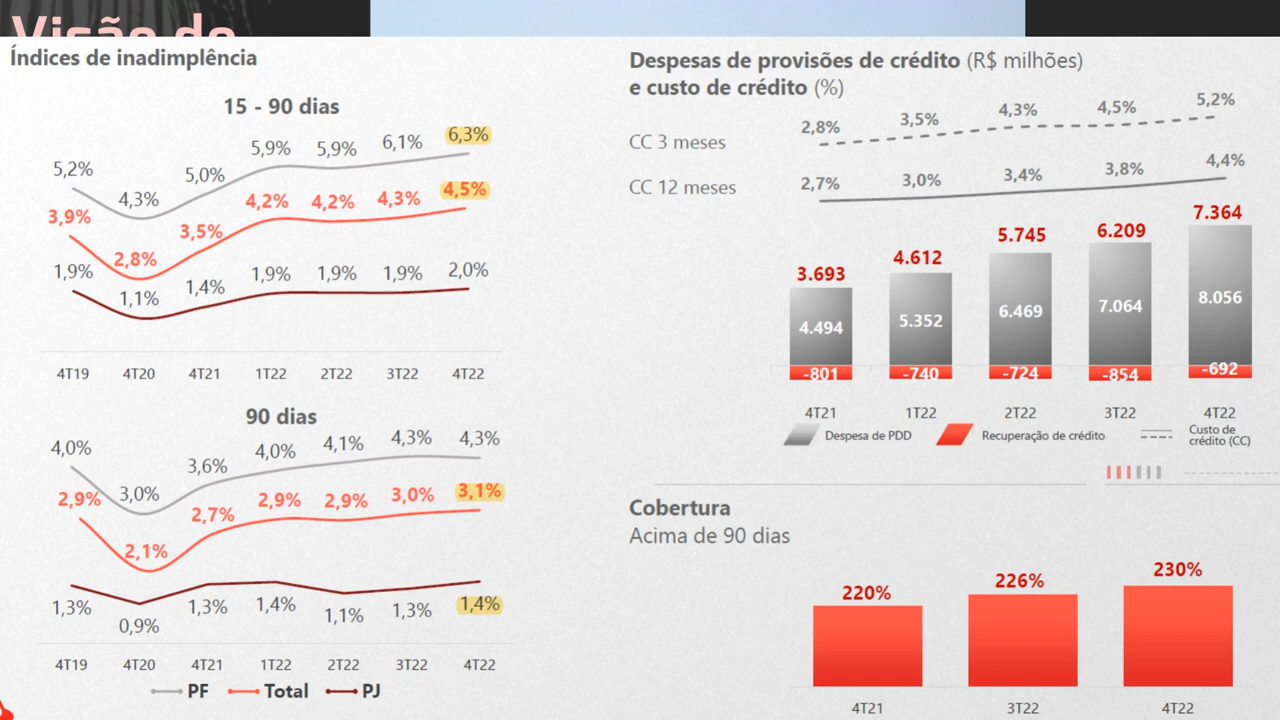 Visão do
Índices de inadimplência
15 - 90 dias
5,2% 4,3% 5,0% 5,9% 5,9% 6,1% 6,3%
3,9% 2,8% 3,5% 4,2% 4,2% 4,3% 4,5%
1,9% 1,1% 1,4% 1,9% 1,9% 1,9% 2,0%
4T19 4T20 4T21 1T22 2T22 3T22 4T22
90 dias
4,0% 3,0% 3,6% 4,0% 4,1% 4,3% 4,3%
2,9% 2,1% 2,7% 2,9% 2,9% 3,0% 3,1%
1,3% 0,9% 1,3% 1,4% 1,1% 1,3% 1,4%
4T19 4T20 4T21 1T22 2T22 3T22 4T22
PF Total PJ
Despesas de provisões de crédito (R$ milhões)
e custo de crédito (%)
CC 3 meses 2,8% 3,5% 4,3% 4,5% 5,2%
CC 12 meses 2,7% 3,0% 3,4% 3,8% 4,4%
3.693 4.612 5.745 6.209 7.364
4.494 5.352 6.469 7.064 8.056
-801 -740 -724 -854 -692
4T21 1T22 2T22 3T22 4T22
Despesa de PDD Recuperação de crédito Custo de
crédito (CC)
Cobertura
Acima de 90 dias
220% 226% 230%
4T21 3T22 4T22